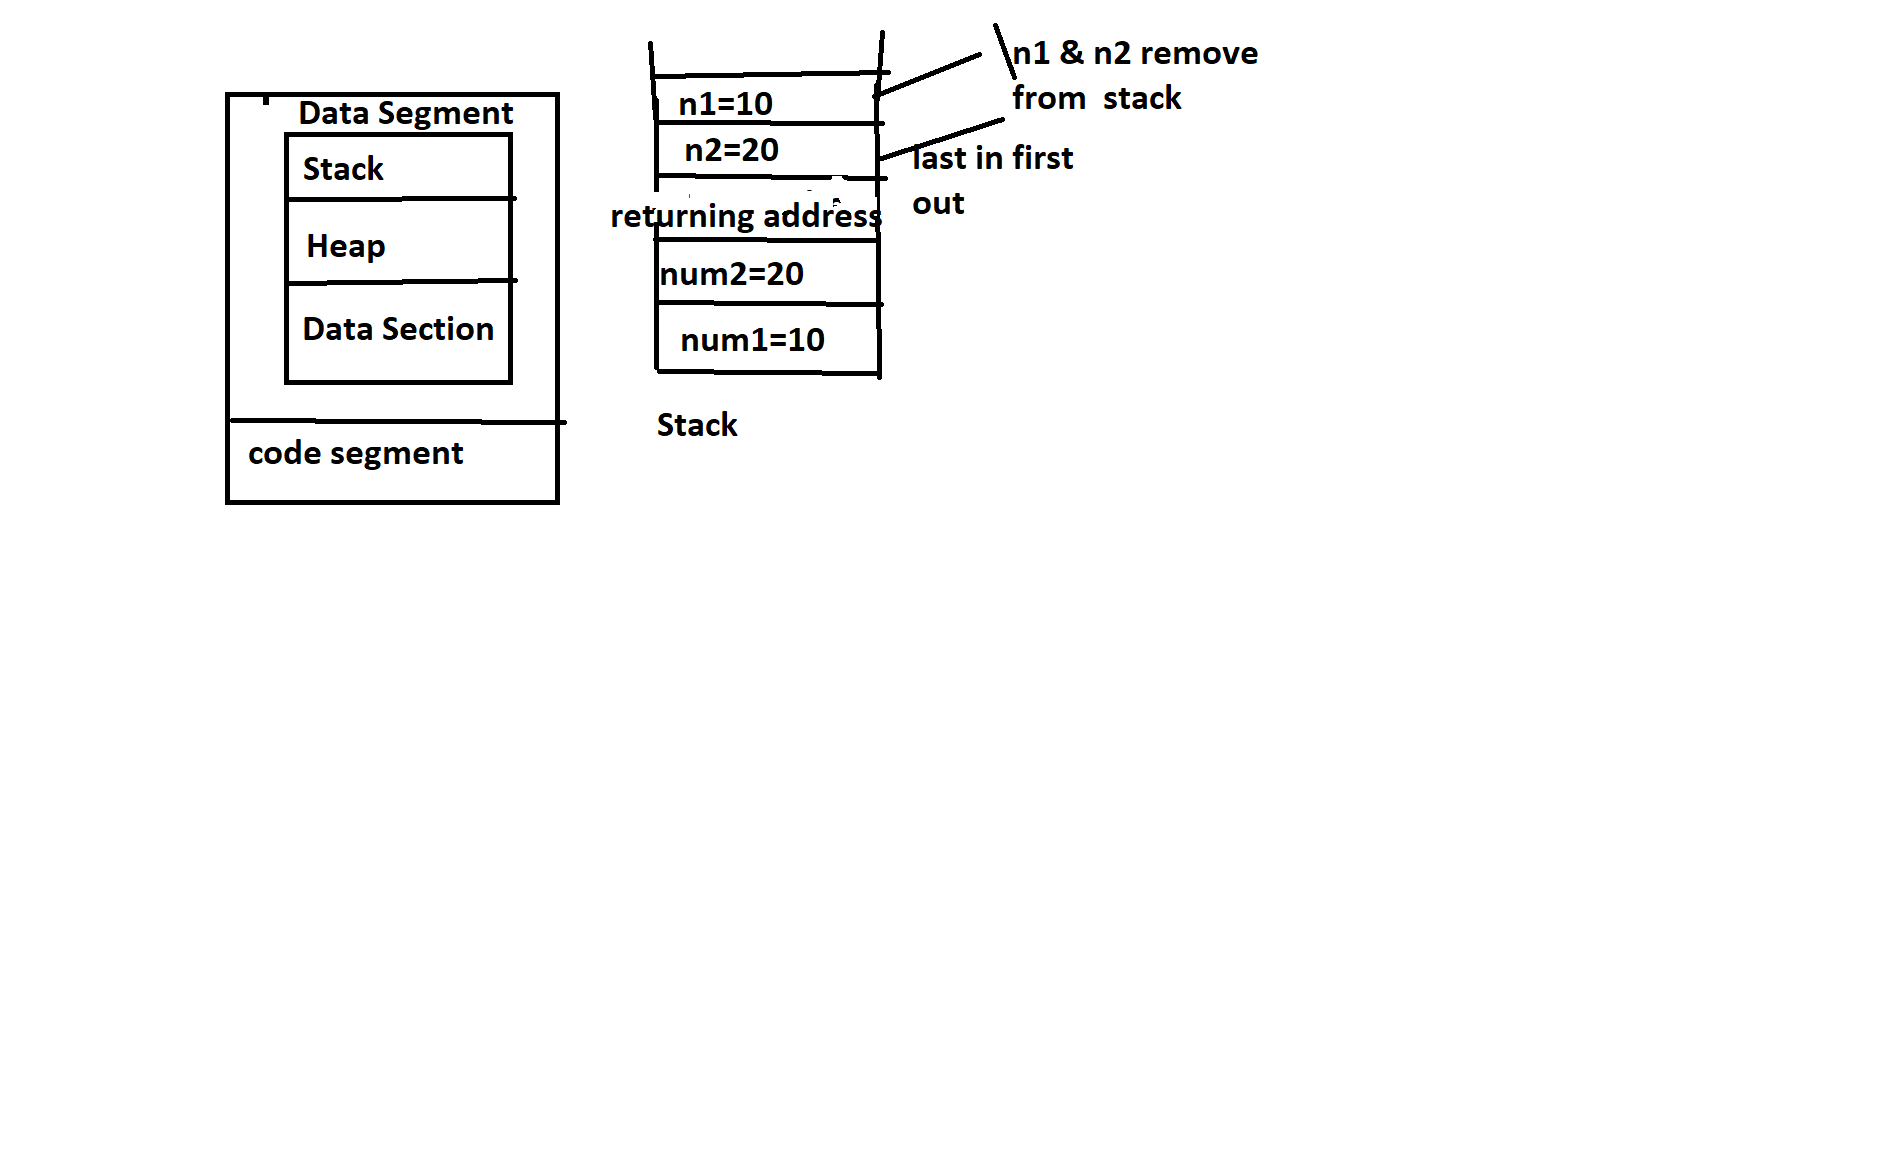 Data Segment
Stack
Heap
Data Section
code segment
n1=10
n2=20
returning address
num2=20
num1=10
Stack
n1 & n2 remove
from  stack
last in first
out